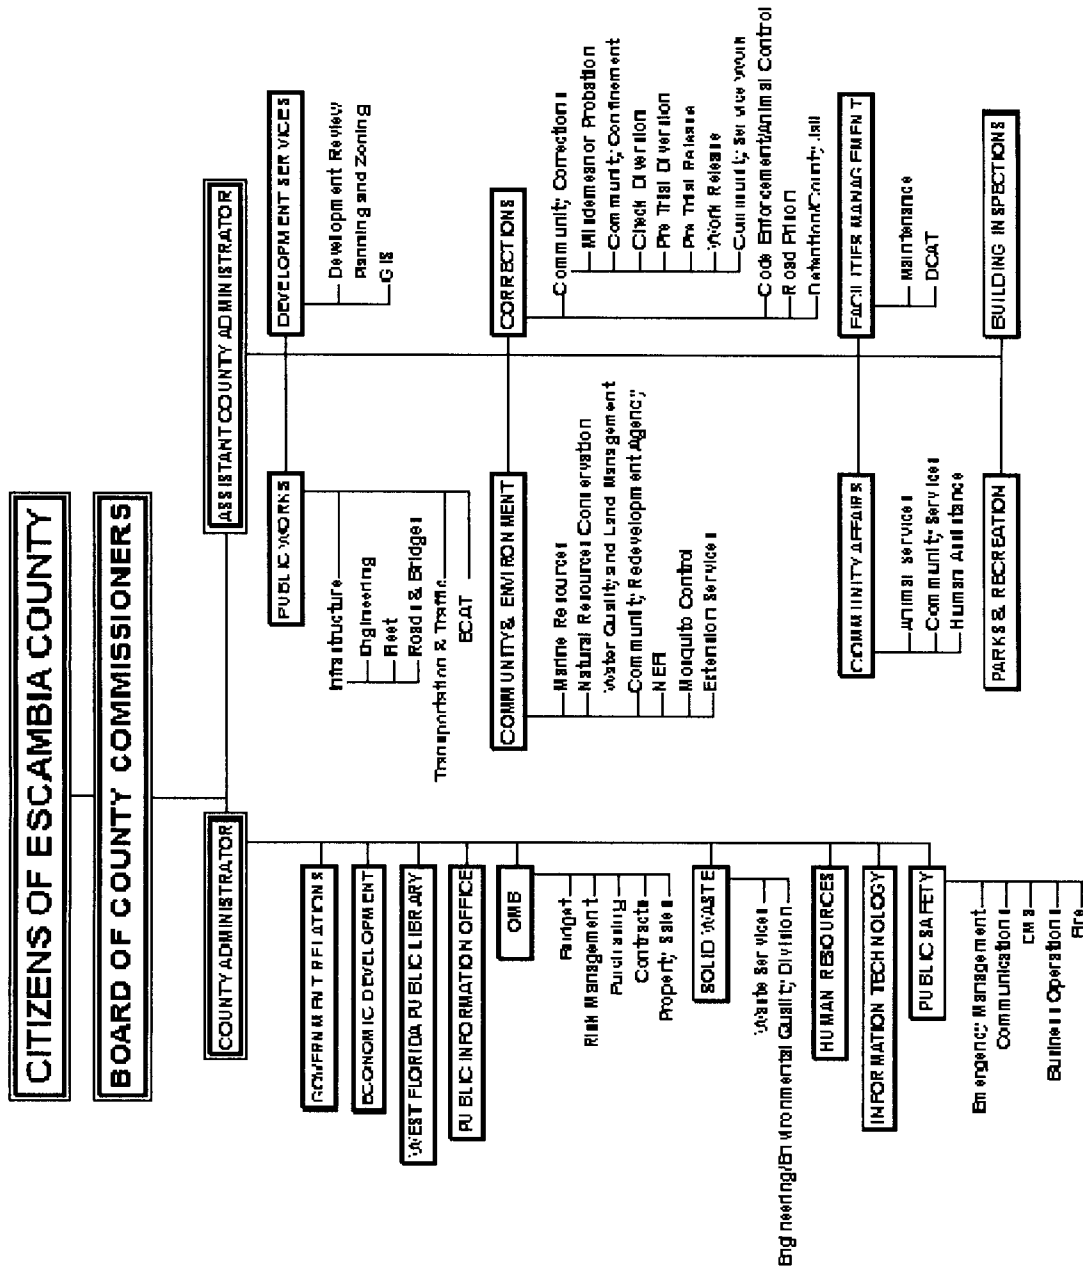 CITIZENS OF ESCAMBIA COUNTY
BOARD OF COUNTY COMMISSIONERS
COUNTY ADMINISTRATOR
GOVERNMENT RELATIONS
ECONOMIC DEVELOPMENT
WEST FLORIDA PUBLIC LIBRARY
PUBLIC INFORMATION OFFICE
OMB
Budget
Risk Management
Purchasing
Contracts
Property Sales
SOLID WASTE
Waste Services
Engineering/Environmental Quality Division
HUMAN RESOURCES
INFORMATION TECHNOLOGY
PUBLIC SAFETY
Emergency Management
Communications
EMS
Business Operations
Fire
ASSISTANT COUNTY ADMINISTRATOR
PUBLIC WORKS
Infrastructure
Engineering
Fleet
Roads & Bridges
Transportation & Traffic
ECAT
DEVELOPMENT SERVICES
Development Review
Planning and Zoning
GIS
COMMUNITY & ENVIRONMENT
Marine Resources
Natural Resources Conservation
Water Quality and Land Management
Community Redevelopment Agency
NEFI
Mosquito Control
Extension Services
CORRECTIONS
Community Corrections
Misdemeanor Probation
Community Confinement
Check Diversion
Pre Trial Diversion
Pre Trial Release
Work Release
Community Service Work
Code Enforcement/Animal Control
Road Prison
Detention/County Jail
COMMUNITY AFFAIRS
Animal Services
Community Services
Human Assistance
FACILITIES MANAGEMENT
Maintenance
DCAT
PARKS & RECREATION
BUILDING INSPECTIONS